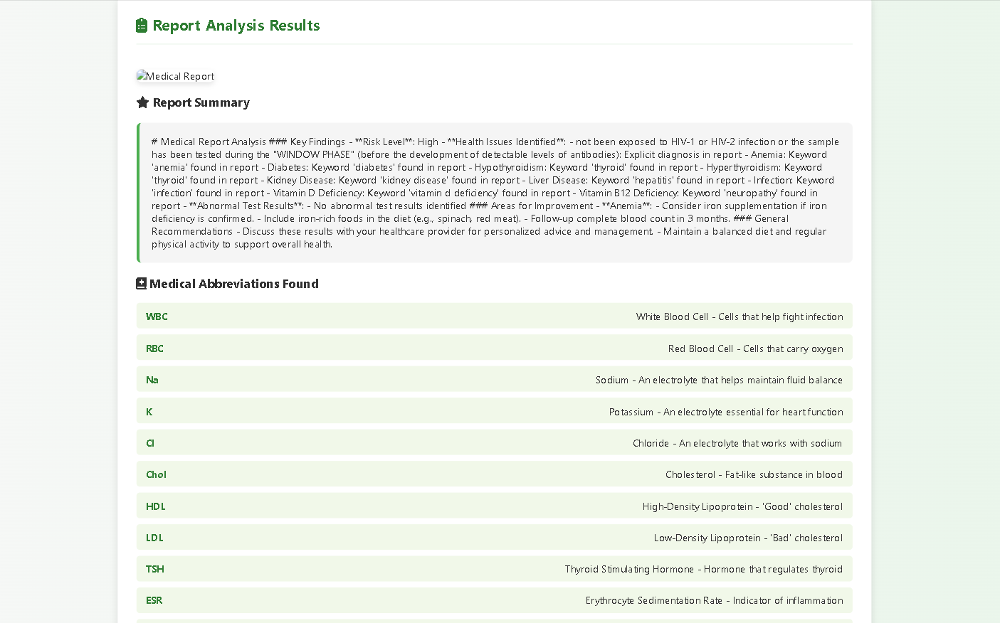 Report Analysis Results
Medical Report
Report Summary
# Medical Report Analysis ### Key Findings - **Risk Level**: High - **Health Issues Identified**: - not been exposed to HIV-1 or HIV-2 infection or the sample
has been tested during the "WINDOW PHASE" (before the development of detectable levels of antibodies): Explicit diagnosis in report - Anemia: Keyword
'anemia' found in report - Diabetes: Keyword 'diabetes' found in report - Hypothyroidism: Keyword 'thyroid' found in report - Hyperthyroidism: Keyword
'thyroid' found in report - Kidney Disease: Keyword 'kidney disease' found in report - Liver Disease: Keyword 'hepatitis' found in report - Infection: Keyword
'infection' found in report - Vitamin D Deficiency: Keyword 'vitamin d deficiency' found in report - Vitamin B12 Deficiency: Keyword 'neuropathy' found in
report - **Abnormal Test Results**: - No abnormal test results identified ### Areas for Improvement - **Anemia**: - Consider iron supplementation if iron
deficiency is confirmed. - Include iron-rich foods in the diet (e.g., spinach, red meat). - Follow-up complete blood count in 3 months. ### General
Recommendations - Discuss these results with your healthcare provider for personalized advice and management. - Maintain a balanced diet and regular
physical activity to support overall health.
Medical Abbreviations Found
WBC White Blood Cell - Cells that help fight infection
RBC Red Blood Cell - Cells that carry oxygen
Na Sodium - An electrolyte that helps maintain fluid balance
K Potassium - An electrolyte essential for heart function
Cl Chloride - An electrolyte that works with sodium
Chol Cholesterol - Fat-like substance in blood
HDL High-Density Lipoprotein - 'Good' cholesterol
LDL Low-Density Lipoprotein - 'Bad' cholesterol
TSH Thyroid Stimulating Hormone - Hormone that regulates thyroid
ESR Erythrocyte Sedimentation Rate - Indicator of inflammation